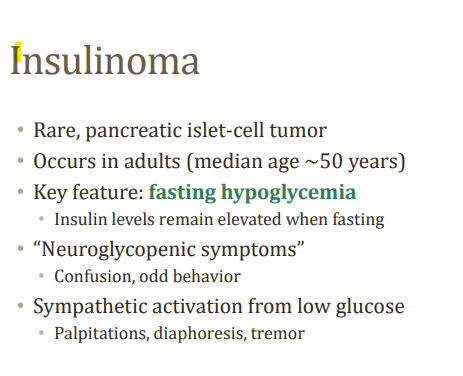 Insulinoma
• Rare, pancreatic islet-cell tumor
• Occurs in adults (median age ~50 years)
• Key feature: fasting hypoglycemia
• Insulin levels remain elevated when fasting
• “Neuroglycopenic symptoms”
• Confusion, odd behavior
• Sympathetic activation from low glucose
• Palpitations, diaphoresis, tremor